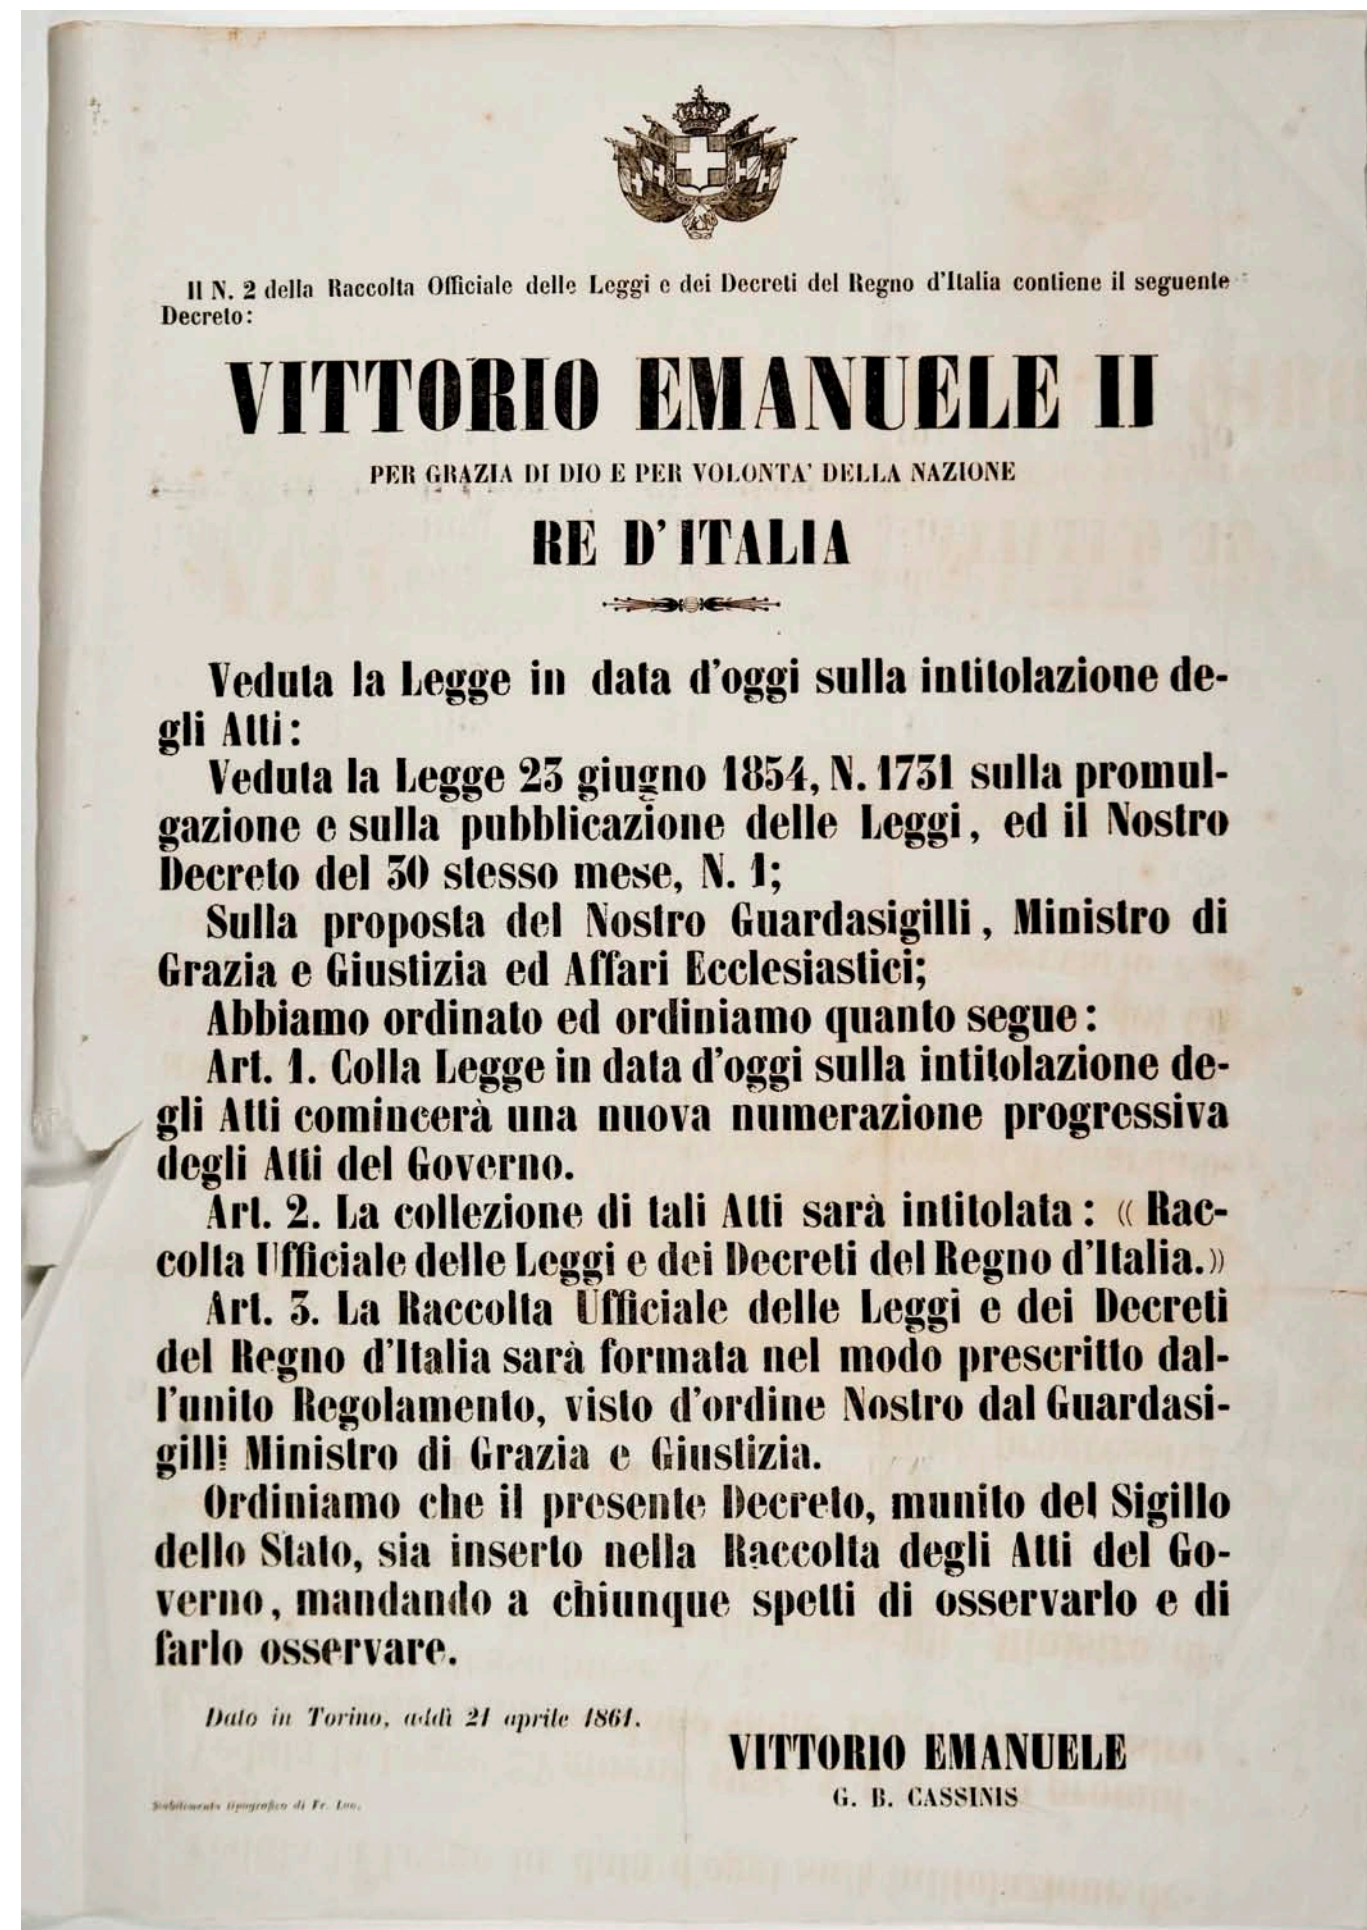 Il N. 2 della Raccolta Officiale delle Leggi e dei Decreti del Regno d'Italia contiene il seguente
Decreto:
VITTORIO EMANUELE II
PER GRAZIA DI DIO E PER VOLONTA' DELLA NAZIONE
RE D'ITALIA
Veduta la Legge in data d'oggi sulla intitolazione de-
gli Atti:
Veduta la Legge 23 giugno 1854, N. 1731 sulla promul-
gazione e sulla pubblicazione delle Leggi, ed il Nostro
Decreto del 30 stesso mese, N. 1;
Sulla proposta del Nostro Guardasigilli, Ministro di
Grazia e Giustizia ed Affari Ecclesiastici;
Abbiamo ordinato ed ordiniamo quanto segue:
Art. 1. Colla Legge in data d'oggi sulla intitolazione de-
gli Atti comincerà una nuova numerazione progressiva
degli Atti del Governo.
Art. 2. La collezione di tali Atti sarà intitolata: « Rac-
colta Ufficiale delle Leggi e dei Decreti del Regno d'Italia.»
Art. 3. La Raccolta Ufficiale delle Leggi e dei Decreti
del Regno d'Italia sarà formata nel modo prescritto dal-
l'unito Regolamento, visto d'ordine Nostro dal Guardasi-
gilli Ministro di Grazia e Giustizia.
Ordiniamo che il presente Decreto, munito del Sigillo
dello Stato, sia inserto nella Raccolta degli Atti del Go-
verno, mandando a chiunque spetti di osservarlo e di
farlo osservare.
Dato in Torino, addì 21 aprile 1861.
VITTORIO EMANUELE
G. B. CASSINIS
Stabilimento tipografico di Fr.